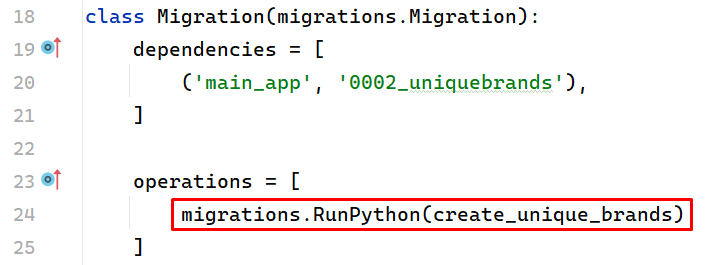 18 class Migration(migrations.Migration):
19     dependencies = [
20         ('main_app', '0002_uniquebrands'),
21     ]
22
23     operations = [
24         migrations.RunPython(create_unique_brands)
25     ]